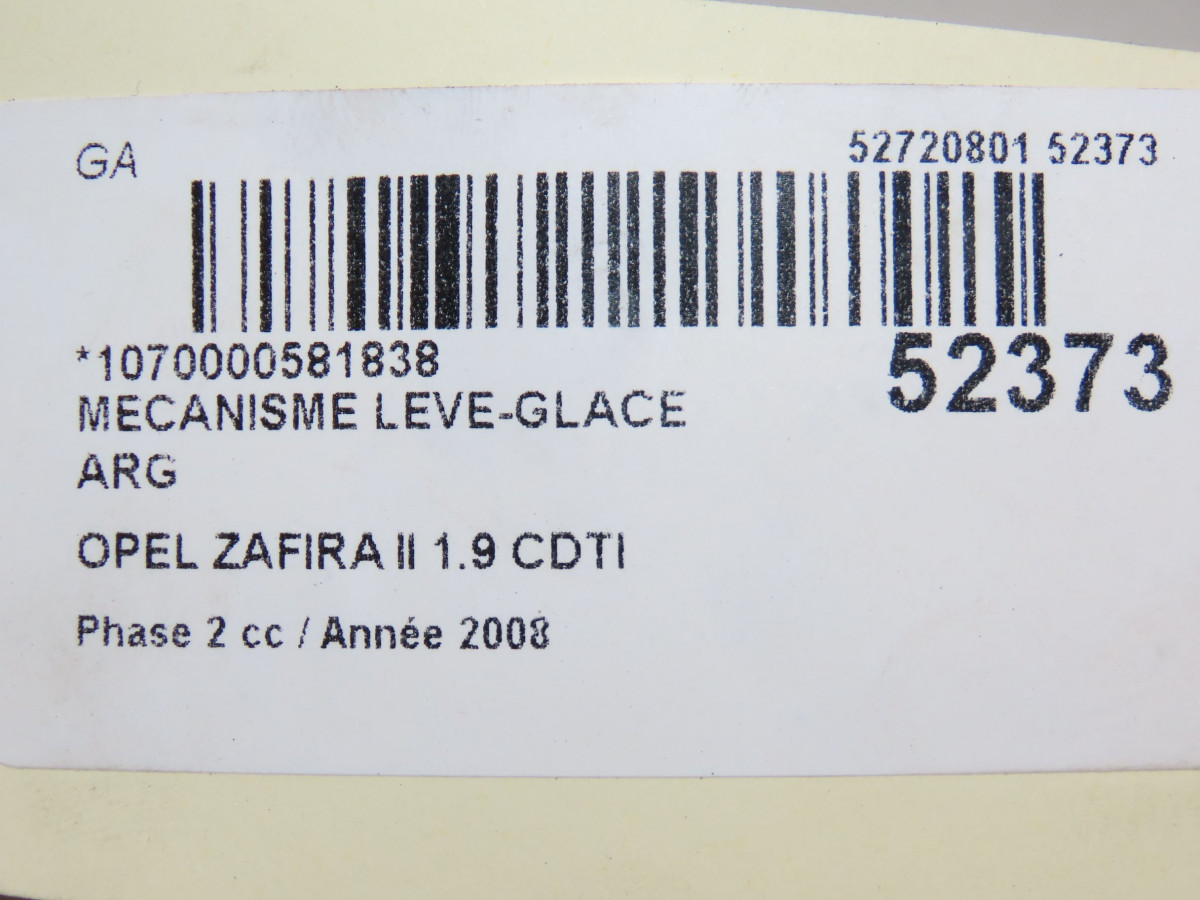 GA
52720801 52373
*1070000581838
52373
MECANISME LEVE-GLACE
ARG
OPEL ZAFIRA II 1.9 CDTI
Phase 2 cc / Année 2008